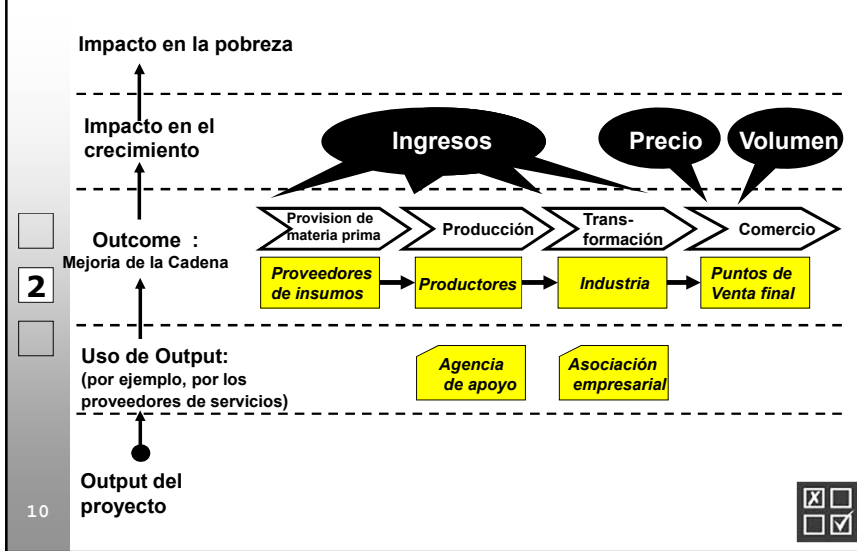 Impacto en la pobreza
Impacto en el
crecimiento
Ingresos
Precio
Volumen
Outcome :
Mejoria de la Cadena
Provision de
materia prima
Producción
Trans-
formación
Comercio
Proveedores
de insumos
Productores
Industria
Puntos de
Venta final
2
Uso de Output:
(por ejemplo, por los
proveedores de servicios)
Agencia
de apoyo
Asociación
empresarial
Output del
proyecto
10